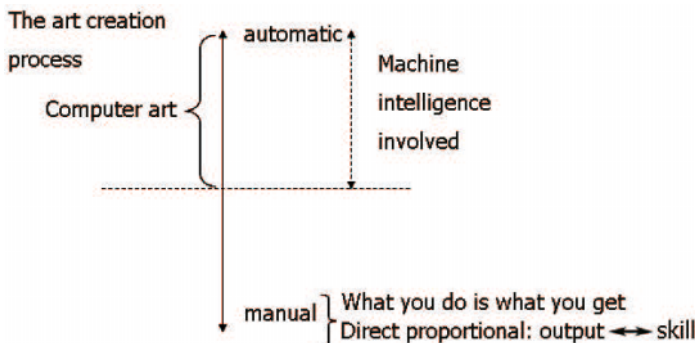 The art creation
process
automatic
Machine
intelligence
involved
Computer art
manual
What you do is what you get
Direct proportional: output ↔ skill